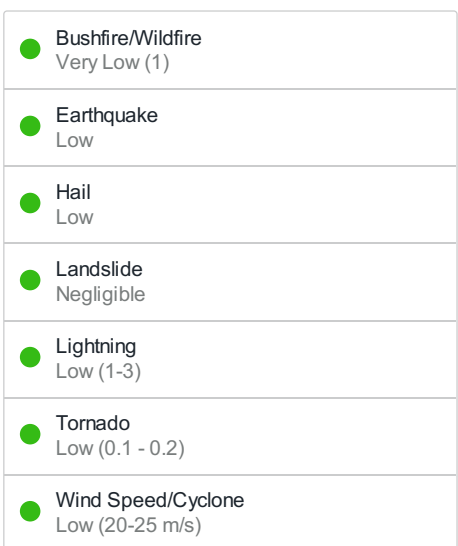 Bushfire/Wildfire
Very Low (1)
Earthquake
Low
Hail
Low
Landslide
Negligible
Lightning
Low (1-3)
Tornado
Low (0.1 - 0.2)
Wind Speed/Cyclone
Low (20-25 m/s)